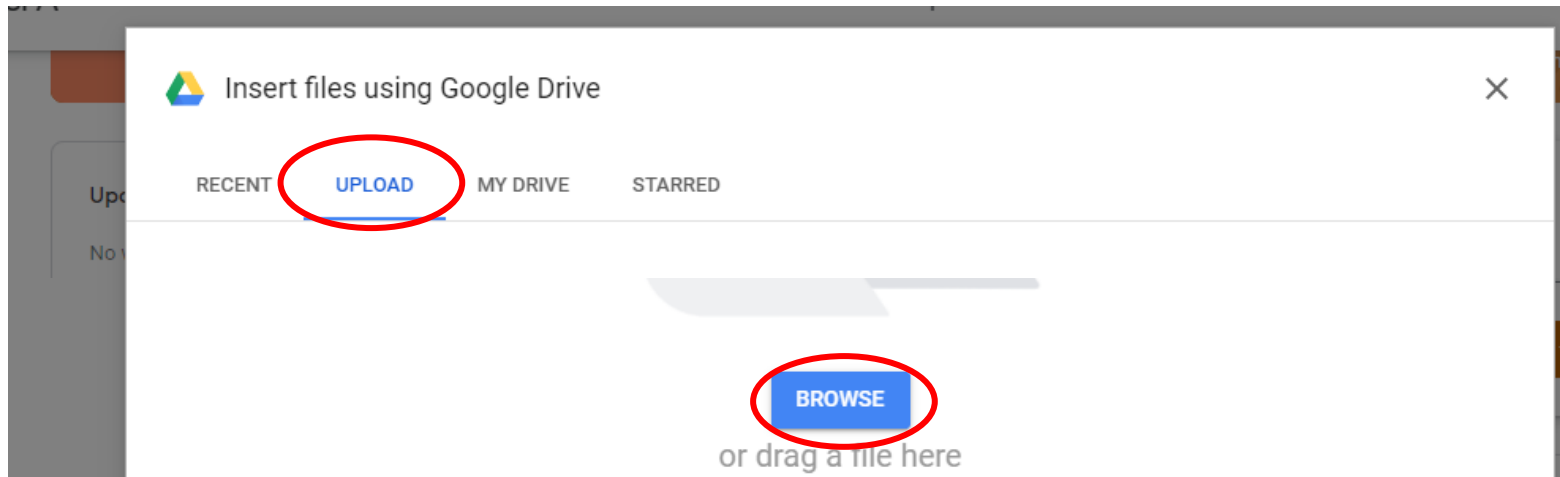 Insert files using Google Drive
RECENT UPLOAD MY DRIVE STARRED
BROWSE
or drag a file here